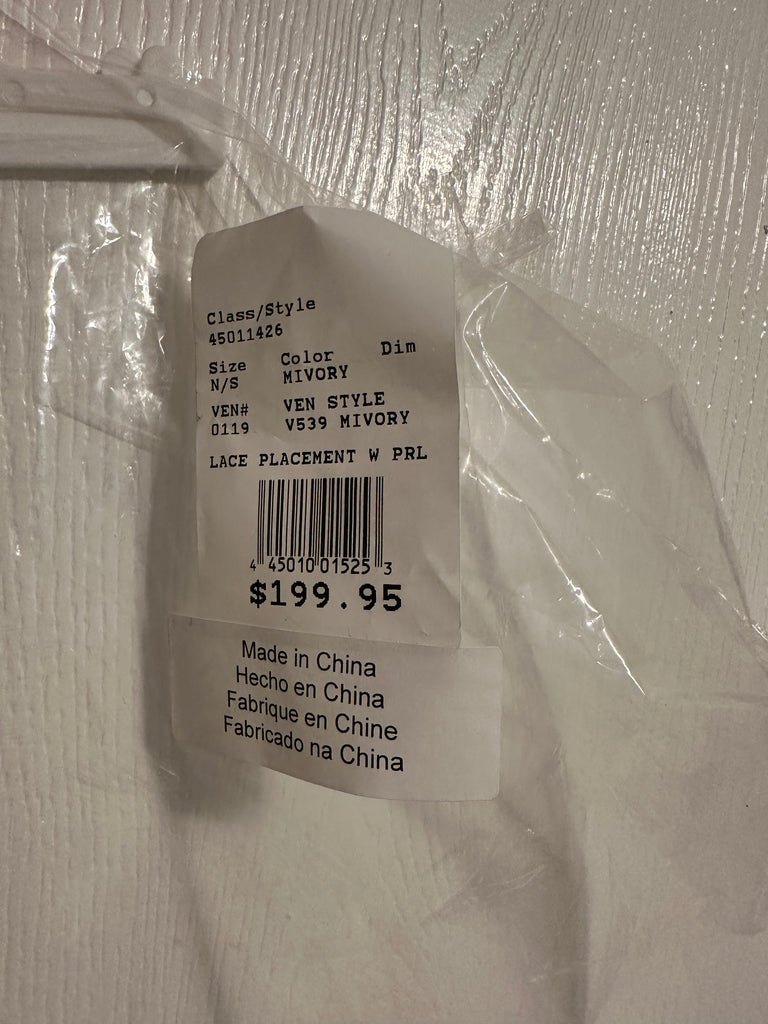 Class/Style
45011426
Size Color Dim
N/S MIVORY
VEN# VEN STYLE
0119 V539 MIVORY
LACE PLACEMENT W PRL
4 45010 01525 3
$199.95
Made in China
Hecho en China
Fabrique en Chine
Fabricado na China